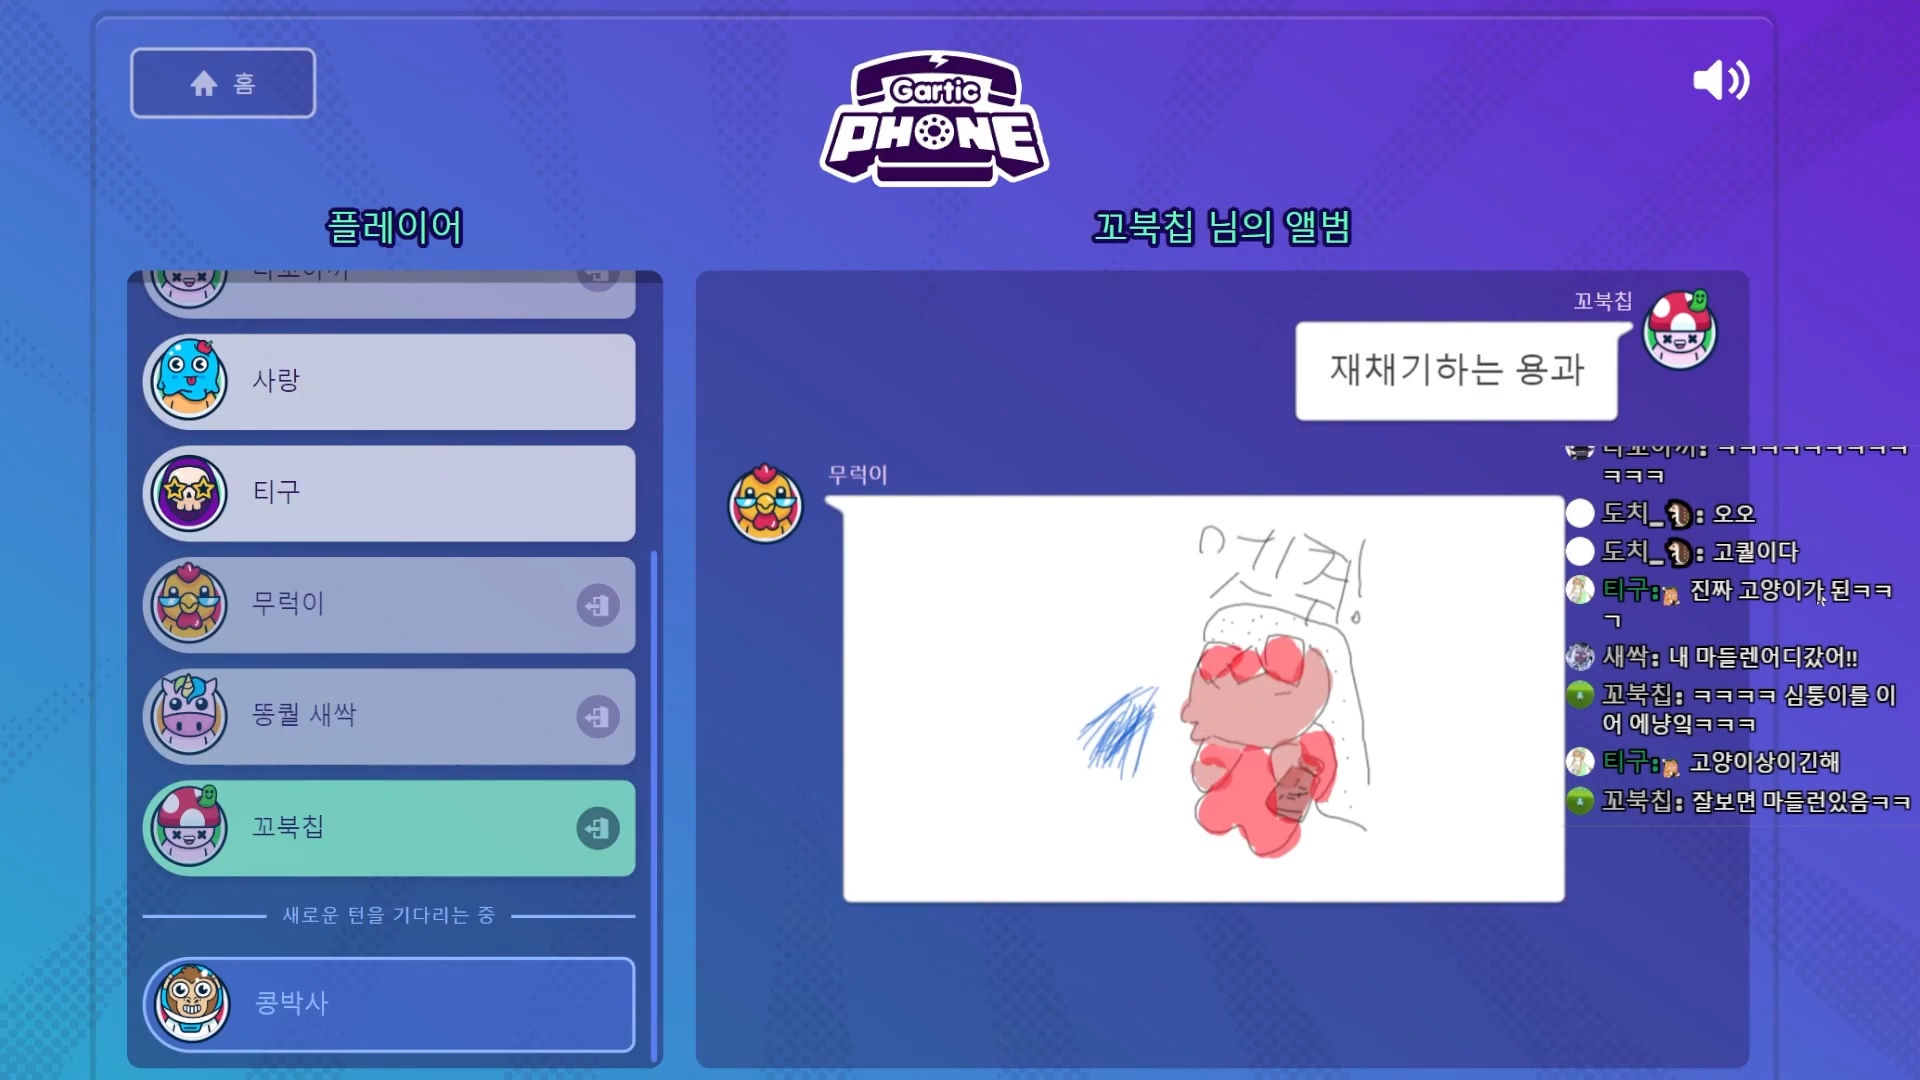 홈
Gartic
PHONE
플레이어
꼬북칩 님의 앨범
사랑
티구
무럭이
똥퀄 새싹
꼬북칩
새로운 턴을 기다리는 중
콩박사
꼬북칩
재채기하는 용과
무럭이
ㅋㅋㅋ
도치_: 오오
도치_: 고퀄이다
티구: 진짜 고양이가 된ㅋㅋ
ㄱ
새싹: 내 마들렌어디갔어!!
꼬북칩: ㅋㅋㅋㅋ 심퉁이를 이
어 에냥잌ㅋㅋㅋ
티구: 고양이상이긴해
꼬북칩: 잘보면 마들런있음ㅋㅋ